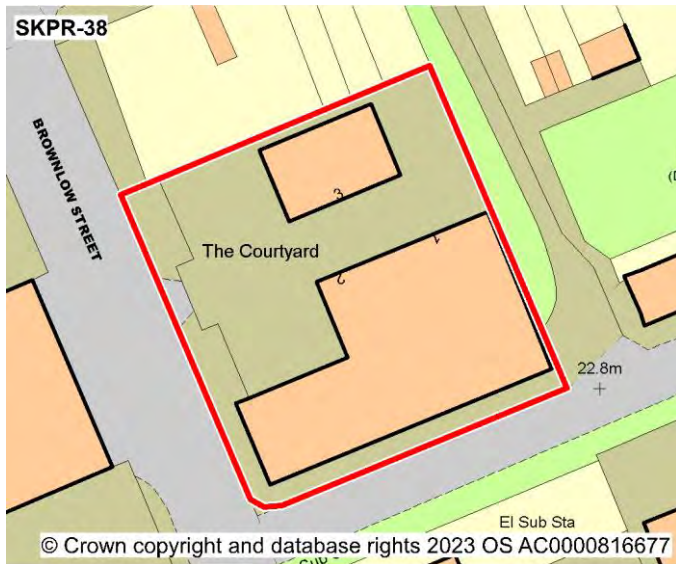 SKPR-38
BROWNLOW STREET
3
The Courtyard
1
2
22.8m
El Sub Sta
© Crown copyright and database rights 2023 OS AC0000816677